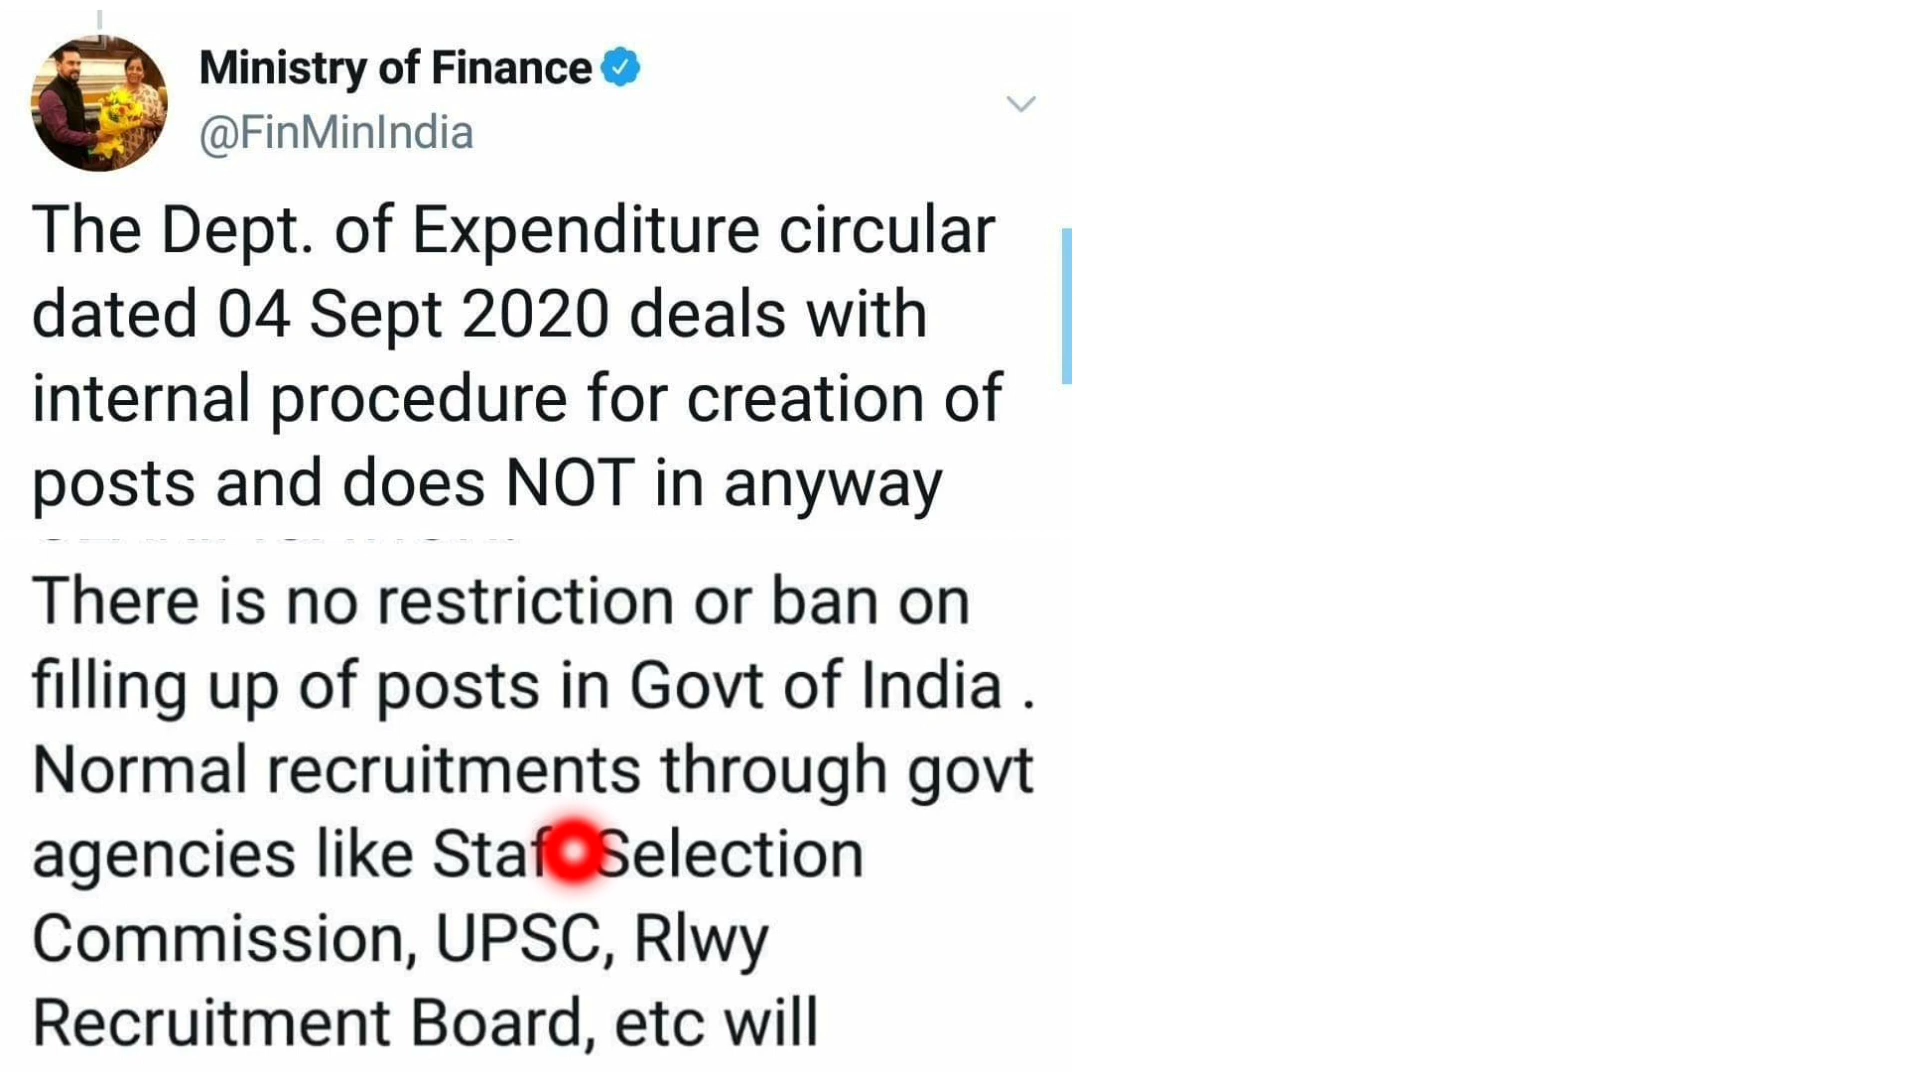 Ministry of Finance
@FinMinIndia
The Dept. of Expenditure circular
dated 04 Sept 2020 deals with
internal procedure for creation of
posts and does NOT in anyway
There is no restriction or ban on
filling up of posts in Govt of India .
Normal recruitments through govt
agencies like Staff Selection
Commission, UPSC, Rlwy
Recruitment Board, etc will